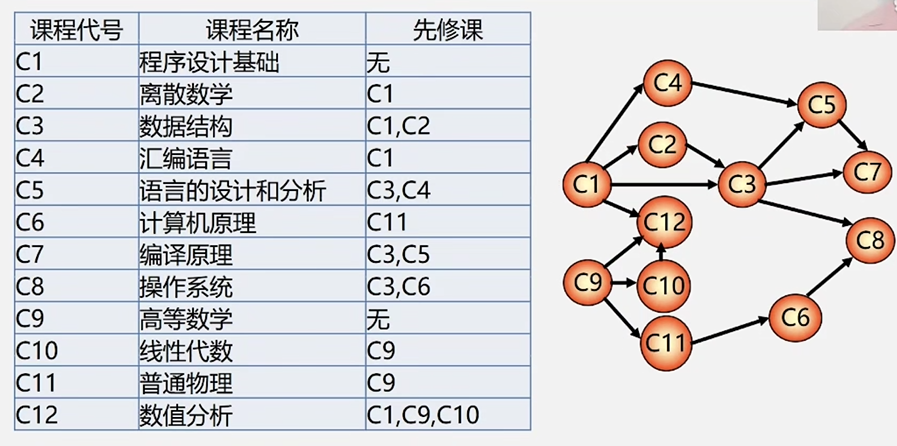 课程代号 课程名称 先修课
C1 程序设计基础 无
C2 离散数学 C1
C3 数据结构 C1,C2
C4 汇编语言 C1
C5 语言的设计和分析 C3,C4
C6 计算机原理 C11
C7 编译原理 C3,C5
C8 操作系统 C3,C6
C9 高等数学 无
C10 线性代数 C9
C11 普通物理 C9
C12 数值分析 C1,C9,C10
C4
C5
C2
C1
C3
C7
C12
C8
C9
C10
C6
C11